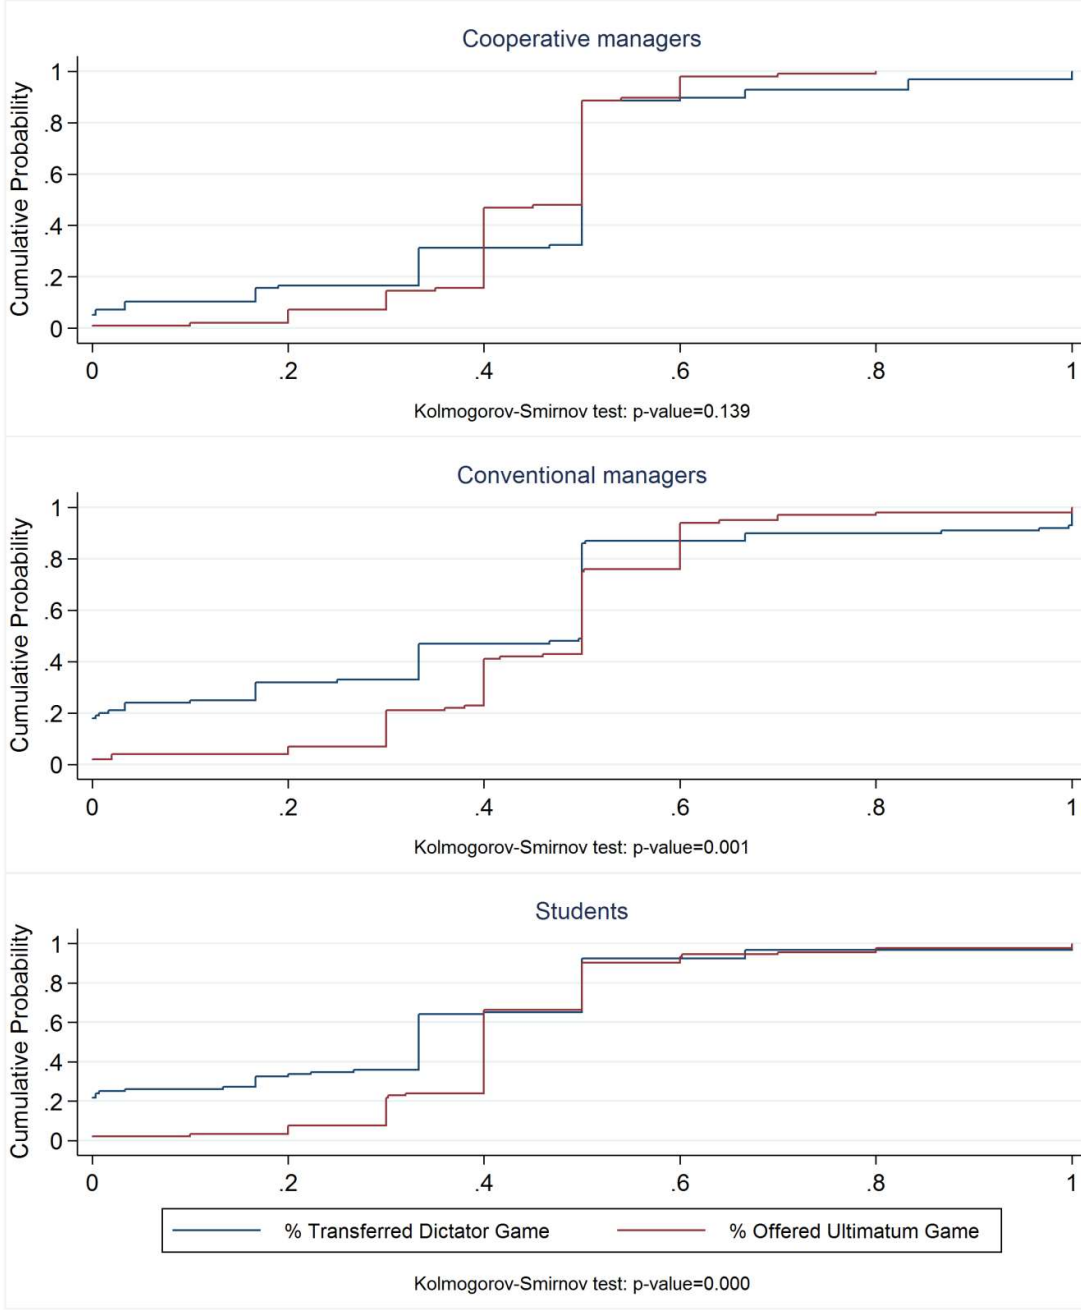 Cooperative managers
Cumulative Probability
1
.8
.6
.4
.2
0
0 .2 .4 .6 .8 1
Kolmogorov-Smirnov test: p-value=0.139
Conventional managers
Cumulative Probability
1
.8
.6
.4
.2
0
0 .2 .4 .6 .8 1
Kolmogorov-Smirnov test: p-value=0.001
Students
Cumulative Probability
1
.8
.6
.4
.2
0
0 .2 .4 .6 .8 1
% Transferred Dictator Game % Offered Ultimatum Game
Kolmogorov-Smirnov test: p-value=0.000